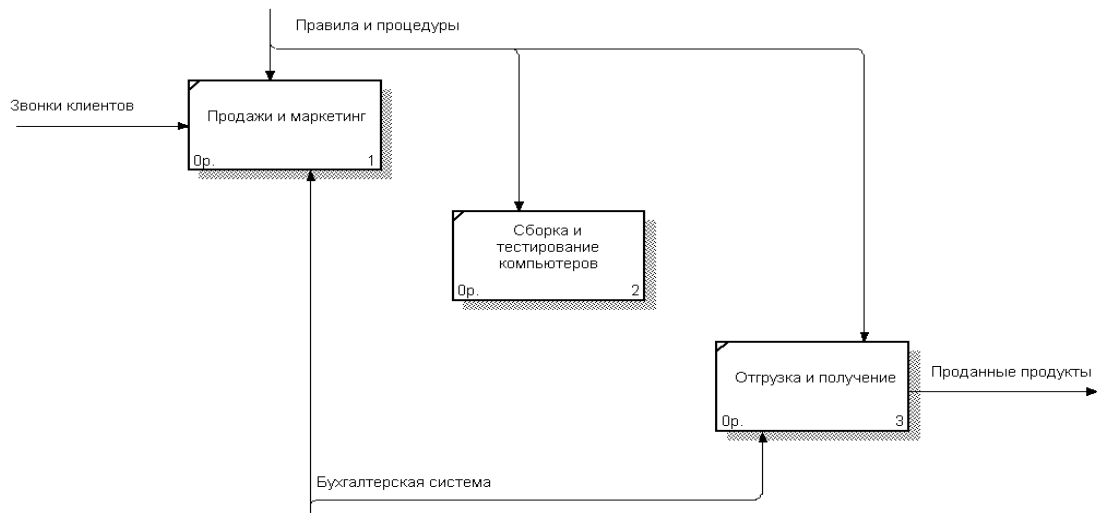 Правила и процедуры
Звонки клиентов
Продажи и маркетинг
0р. 1
Сборка и
тестирование
компьютеров
0р. 2
Отгрузка и получение
0р. 3
Проданные продукты
Бухгалтерская система